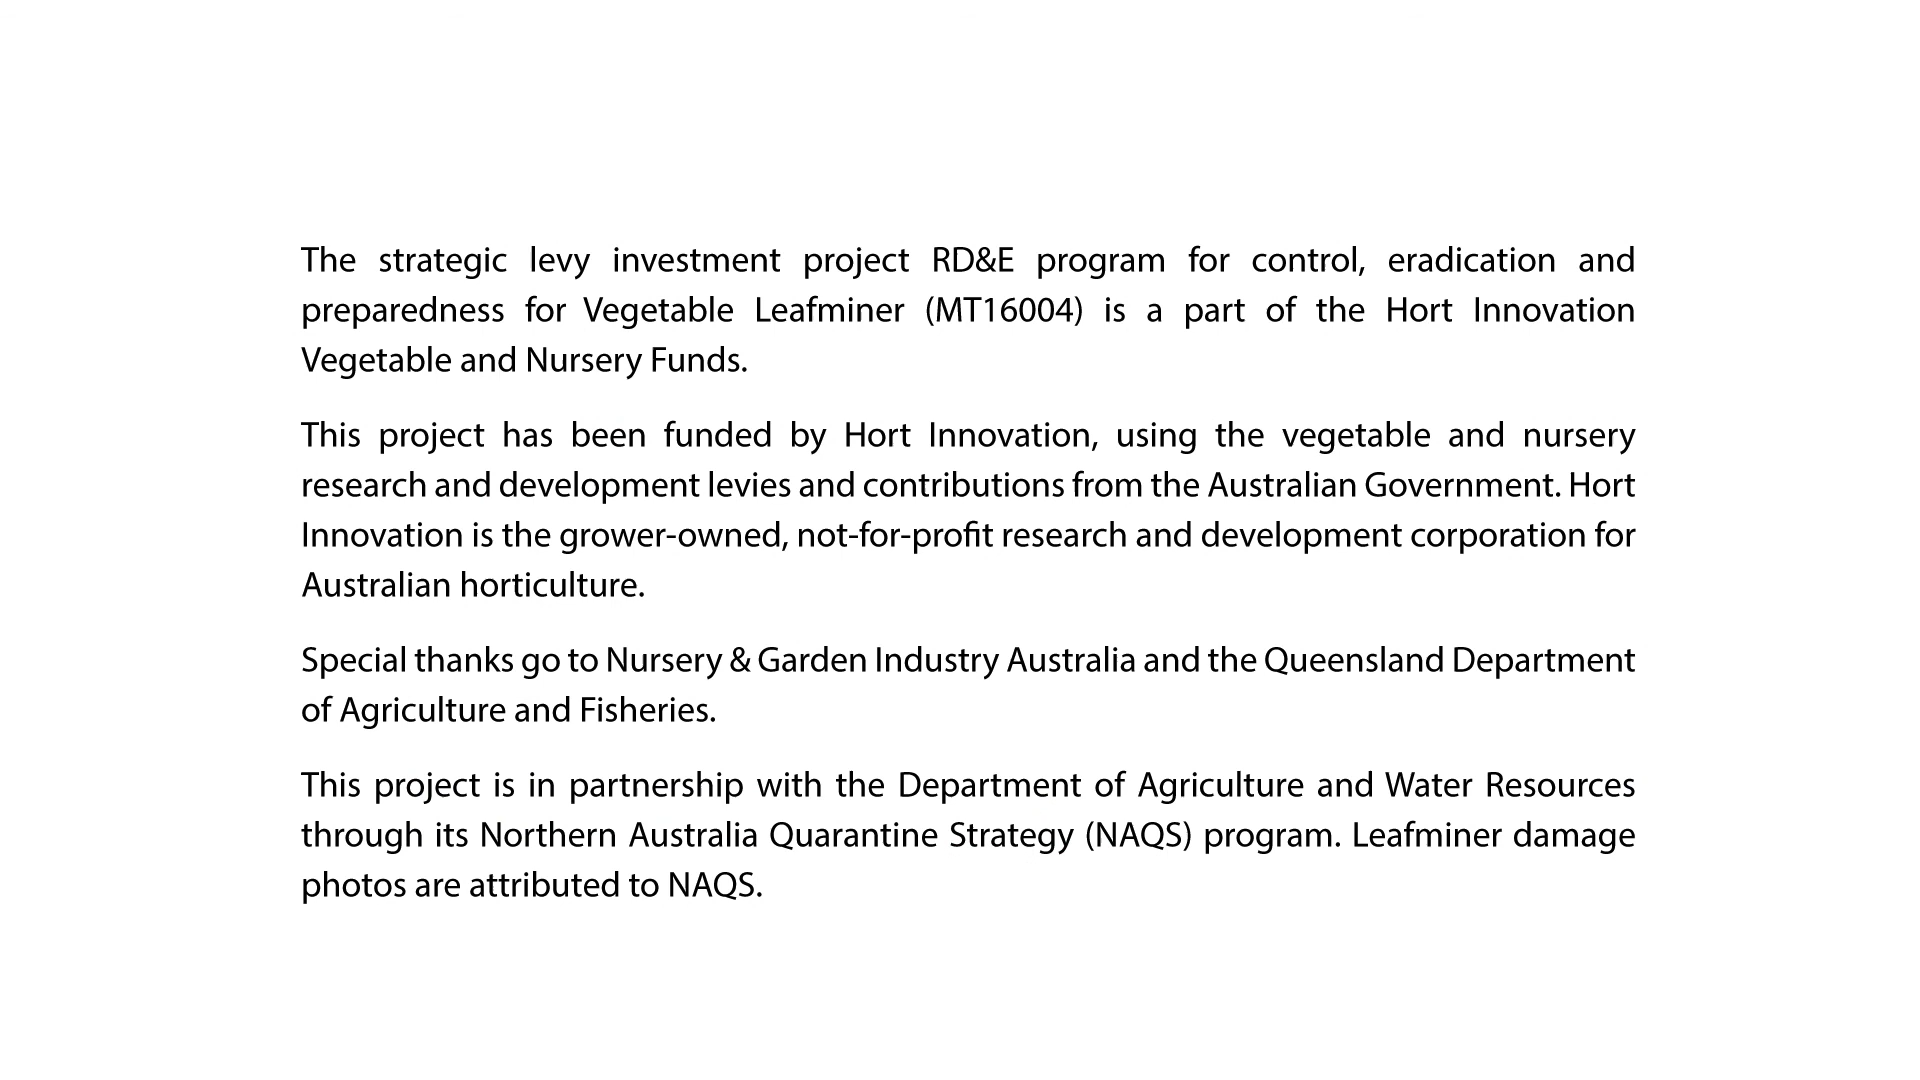 The strategic levy investment project RD&E program for control, eradication and
preparedness for Vegetable Leafminer (MT16004) is a part of the Hort Innovation
Vegetable and Nursery Funds.
This project has been funded by Hort Innovation, using the vegetable and nursery
research and development levies and contributions from the Australian Government. Hort
Innovation is the grower-owned, not-for-profit research and development corporation for
Australian horticulture.
Special thanks go to Nursery & Garden Industry Australia and the Queensland Department
of Agriculture and Fisheries.
This project is in partnership with the Department of Agriculture and Water Resources
through its Northern Australia Quarantine Strategy (NAQS) program. Leafminer damage
photos are attributed to NAQS.